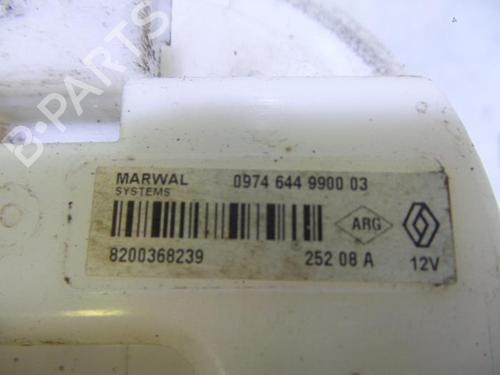 MARWAL
SYSTEMS
0974 644 9900 03
ARG
8200368239
252 08 A
12V
B-PARTS